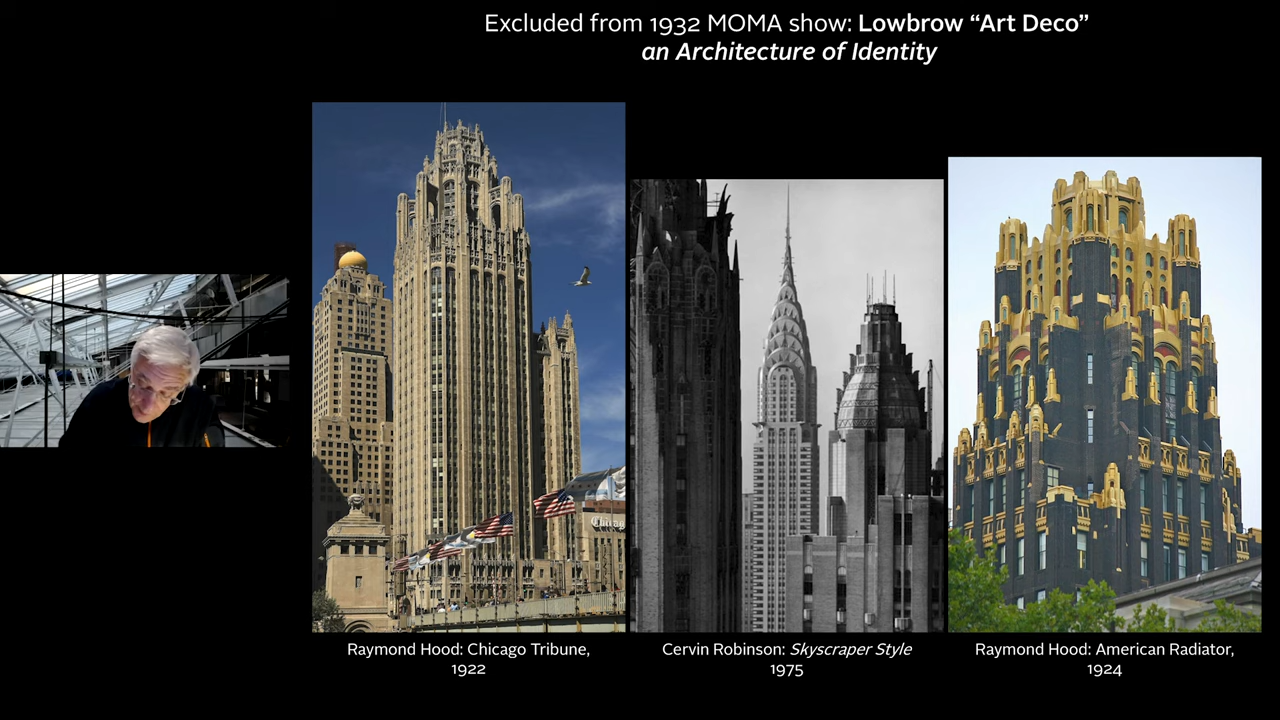 Excluded from 1932 MOMA show: Lowbrow “Art Deco”
an Architecture of Identity
Chicag
Raymond Hood: Chicago Tribune,
1922
Cervin Robinson: Skyscraper Style
1975
Raymond Hood: American Radiator,
1924